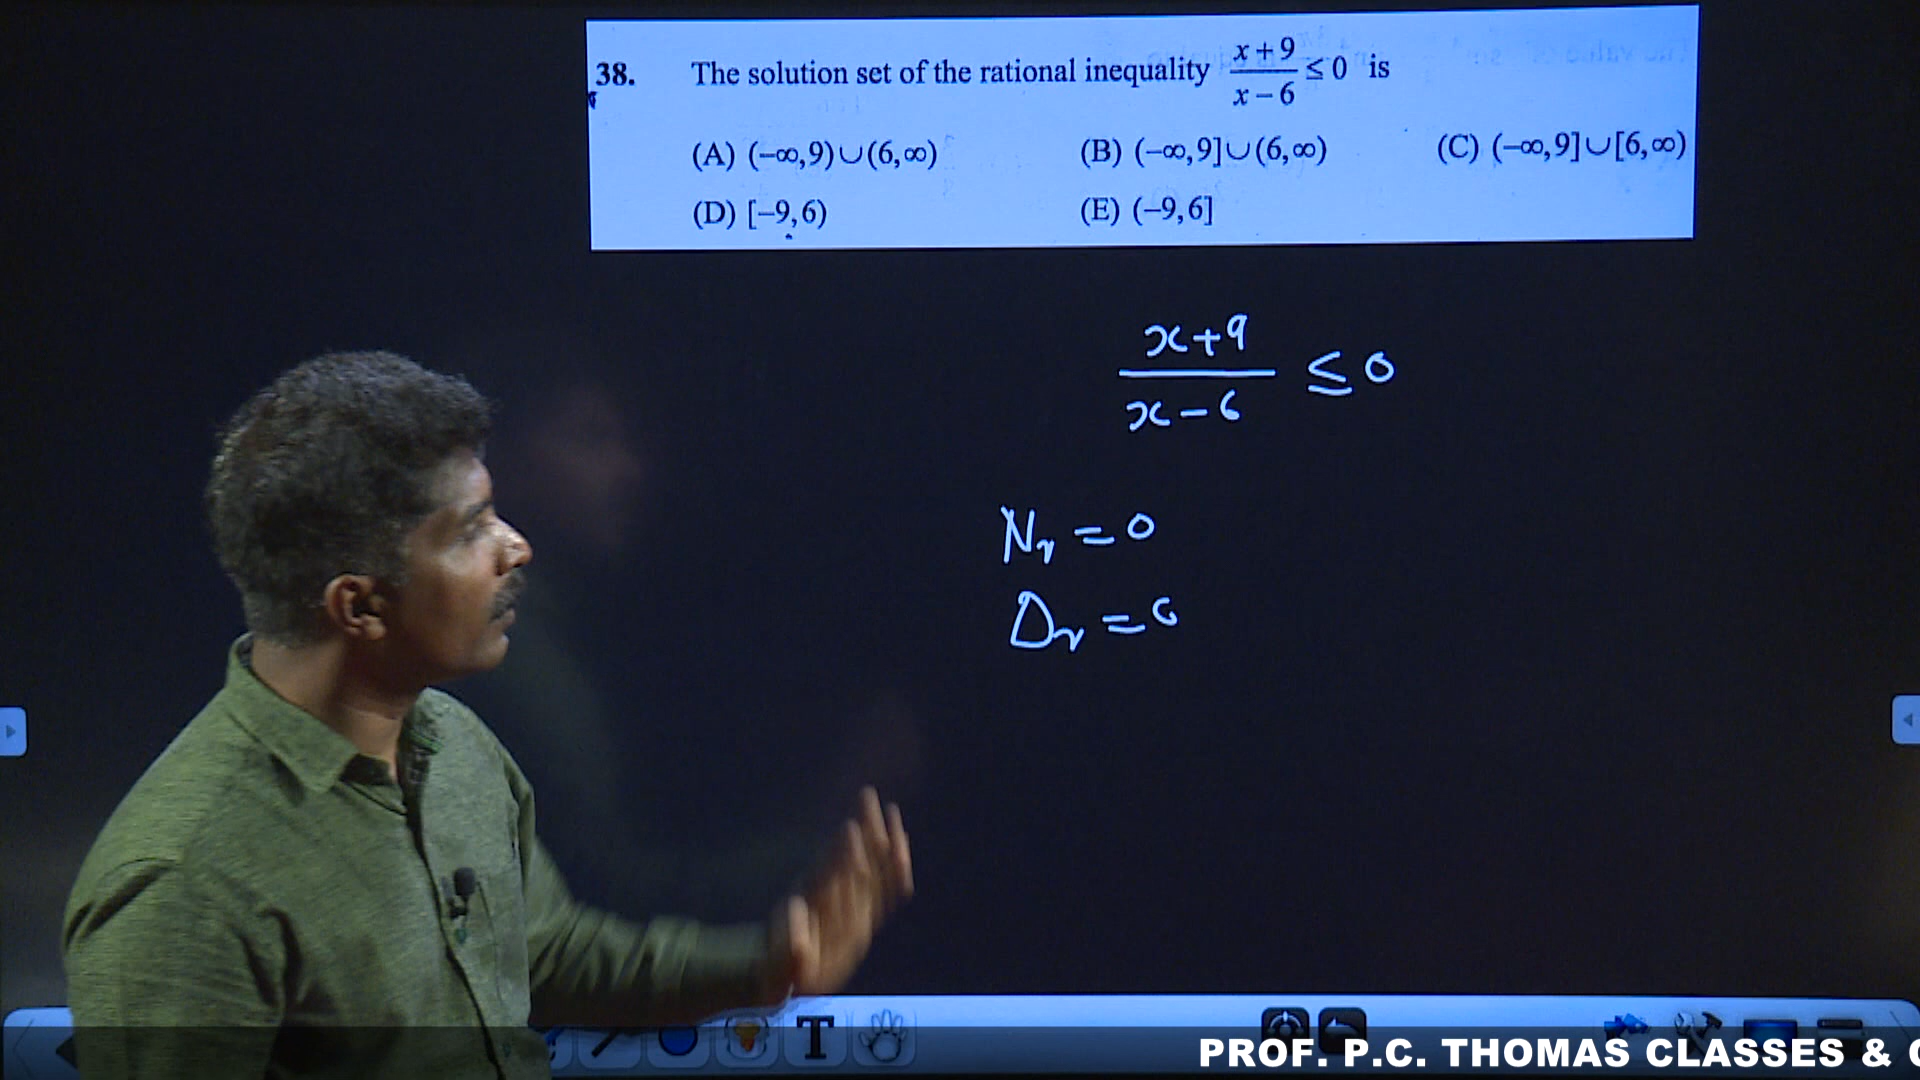 38. The solution set of the rational inequality (x+9)/(x−6) ≤ 0 is
(A) (−∞,9)∪(6,∞) (B) (−∞,9]∪(6,∞) (C) (−∞,9]∪[6,∞)
(D) [−9,6) (E) (−9,6]
x+9
x−6 ≤ 0
Nr = 0
Dr = 0
T
PROF. P.C. THOMAS CLASSES &